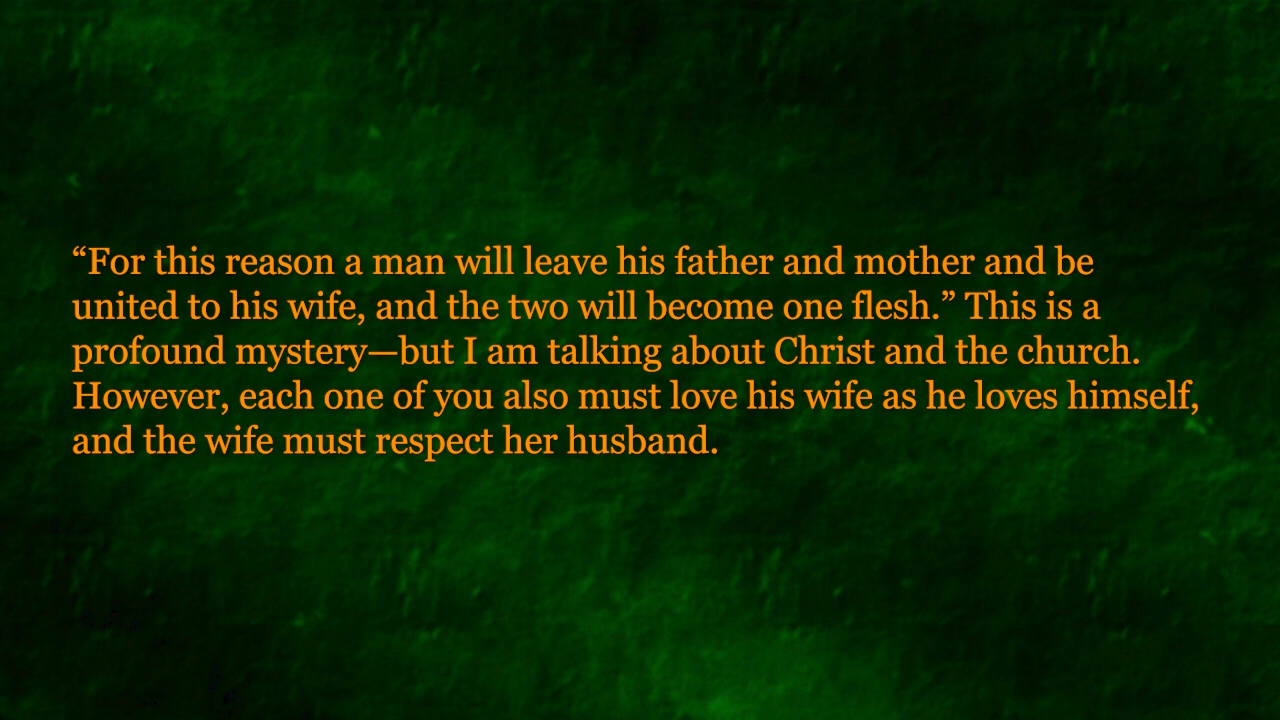 “For this reason a man will leave his father and mother and be
united to his wife, and the two will become one flesh.” This is a
profound mystery—but I am talking about Christ and the church.
However, each one of you also must love his wife as he loves himself,
and the wife must respect her husband.